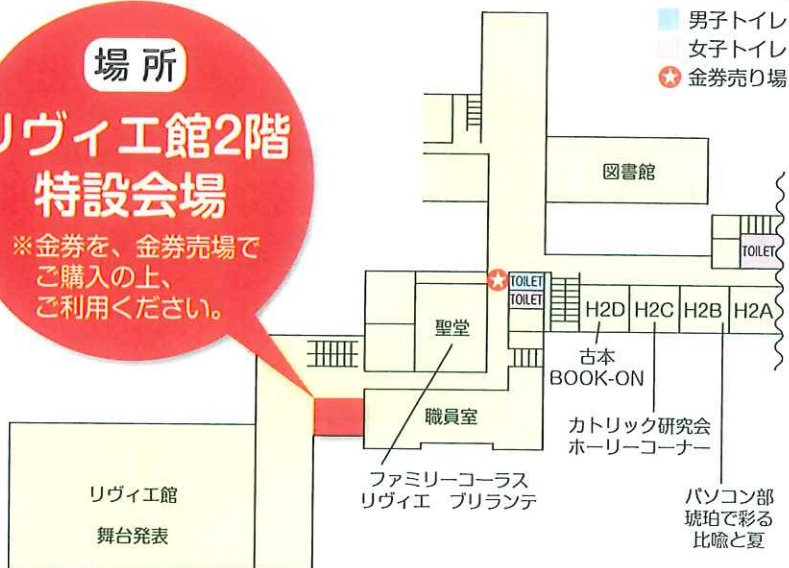 場所
リヴィエ館2階
特設会場
※金券を、金券売場で
ご購入の上、
ご利用ください。
男子トイレ
女子トイレ
金券売り場
図書館
TOILET
TOILET
TOILET
H2D
H2C
H2B
H2A
聖堂
古本
BOOK-ON
職員室
カトリック研究会
ホーリーコーナー
ファミリーコーラス
リヴィエ ブリランテ
パソコン部
琥珀で彩る
比喩と夏
リヴィエ館
舞台発表